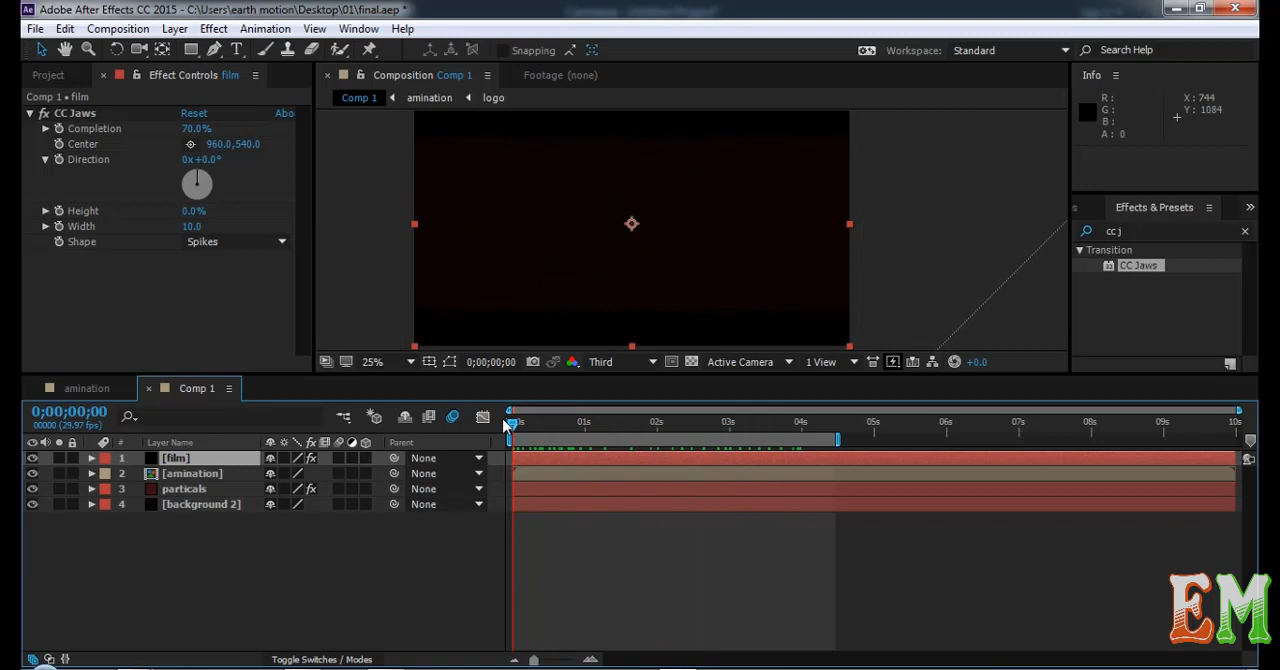 Adobe After Effects CC 2015 - C:\Users\earth motion\Desktop\01\final.aep *
File Edit Composition Layer Effect Animation View Window Help
Snapping
Workspace: Standard
Search Help
Project
Effect Controls film
Composition Comp 1
Footage (none)
Info
Comp 1 • film
Comp 1 amination logo
R:
G:
B:
A: 0
X: 744
Y: 1084
fx CC Jaws Reset Abo
Completion 70.0%
Center 960.0,540.0
Direction 0x+0.0°
Height 0.0%
Width 10.0
Shape Spikes
s
Effects & Presets
cc j
Transition
CC Jaws
25% 0;00;00;00 Third Active Camera 1 View +0.0
amination
Comp 1
0;00;00;00
00000 (29.97 fps)
0s 01s 02s 03s 04s 05s 06s 07s 08s 09s 10s
# Layer Name fx Parent
1 [film] fx None
2 [amination] None
3 particals fx None
4 [background 2] None
Toggle Switches / Modes
EM